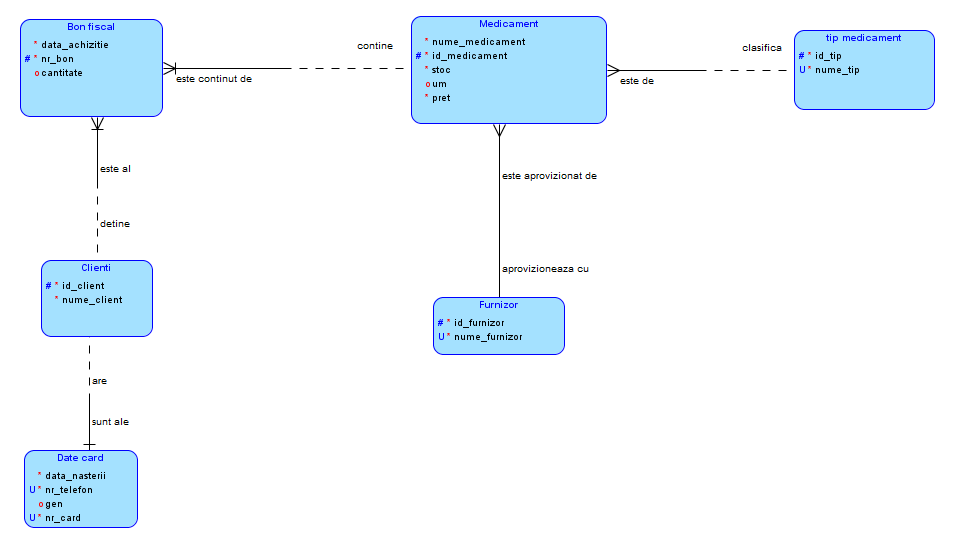 Bon fiscal
* data_achizitie
# * nr_bon
o cantitate
contine
este continut de
Medicament
* nume_medicament
# * id_medicament
* stoc
o um
* pret
clasifica
este de
tip medicament
# * id_tip
U * nume_tip
este al
detine
este aprovizionat de
aprovizioneaza cu
Clienti
# * id_client
* nume_client
Furnizor
# * id_furnizor
U * nume_furnizor
are
sunt ale
Date card
* data_nasterii
U * nr_telefon
o gen
U * nr_card